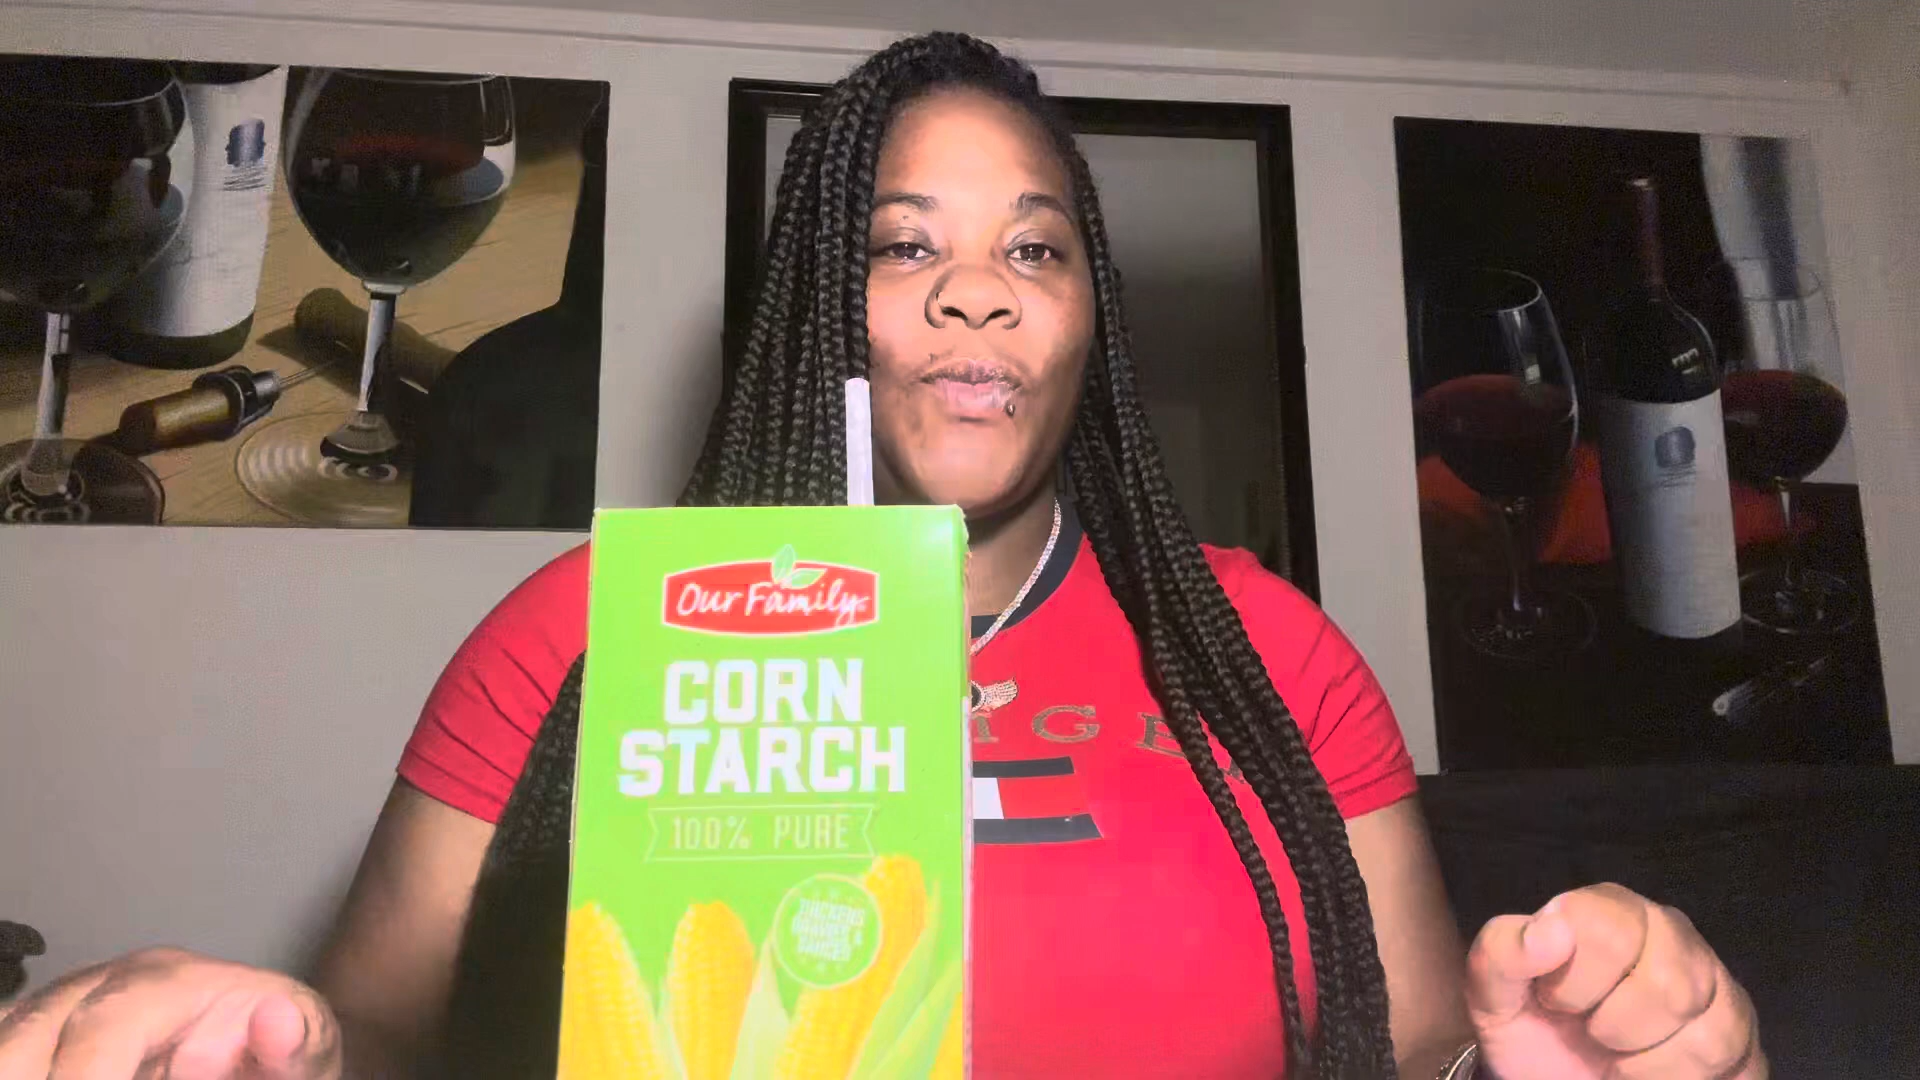 Our Family
CORN
STARCH
100% PURE
THICKENS
GRAVIES &
SAUCES